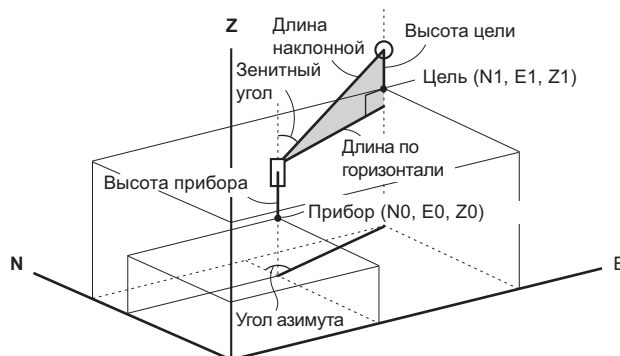 Z
Длина
наклонной
Высота цели
Зенитный
угол
Цель (N1, E1, Z1)
Длина по
горизонтали
Высота прибора
Прибор (N0, E0, Z0)
N
E
Угол азимута